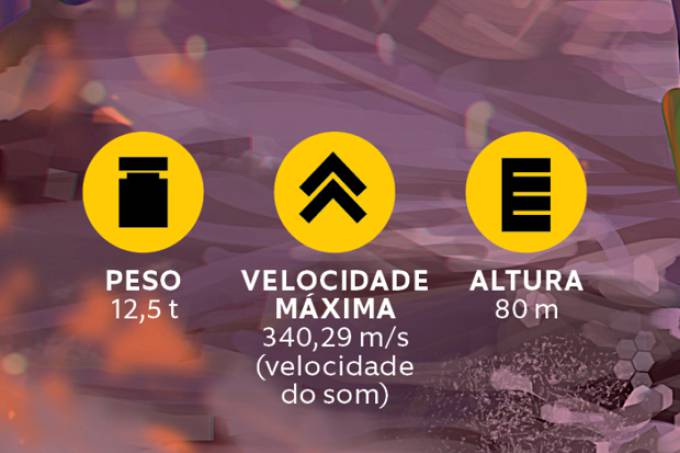 PESO
12,5 t
VELOCIDADE
MÁXIMA
340,29 m/s
(velocidade
do som)
ALTURA
80 m